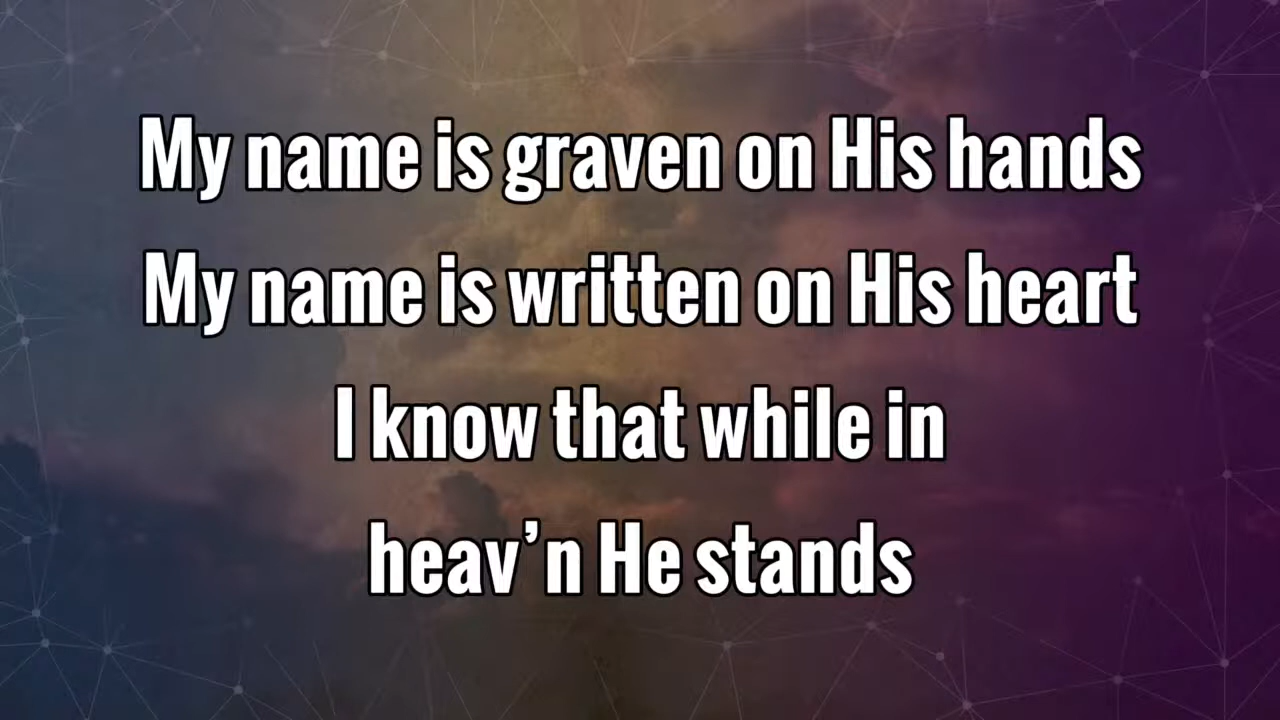 My name is graven on His hands
My name is written on His heart
I know that while in
heav’n He stands